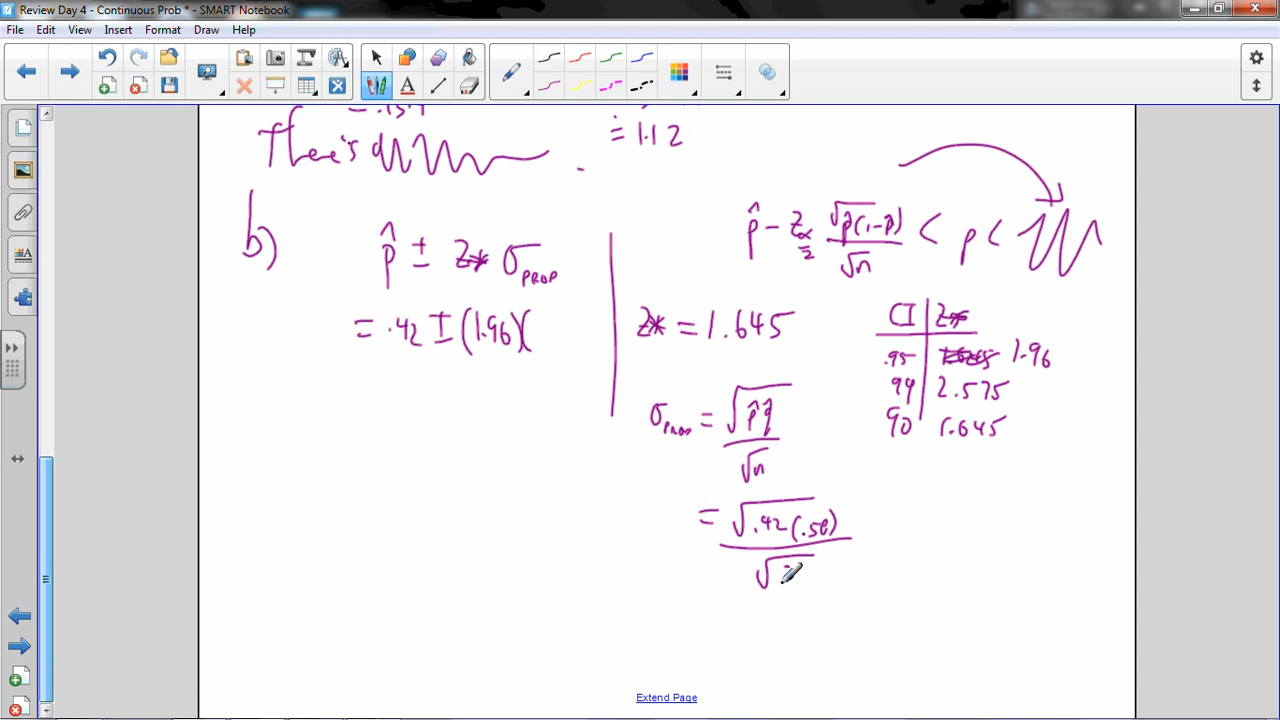 Review Day 4 - Continuous Prob * - SMART Notebook
File Edit View Insert Format Draw Help
There's
≐ 1.12
b)
p̂ ± z* σPROP
= .42 ± (1.96)(
p̂ - z α/2 √p(1-p) / √n < p <
z* = 1.645
σPROP = √p̂q̂ / √n
= √.42(.58) / √
CI | z*
.95 1.96
99 2.575
90 1.645
Extend Page